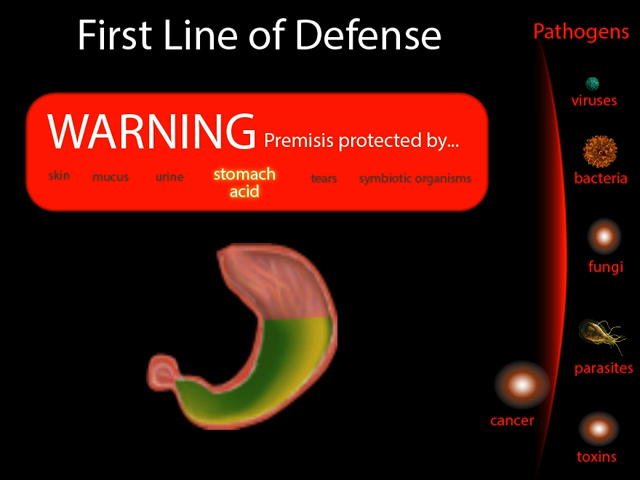 First Line of Defense
Pathogens
WARNING Premisis protected by...
skin mucus urine stomach acid tears symbiotic organisms
viruses
bacteria
fungi
parasites
cancer
toxins